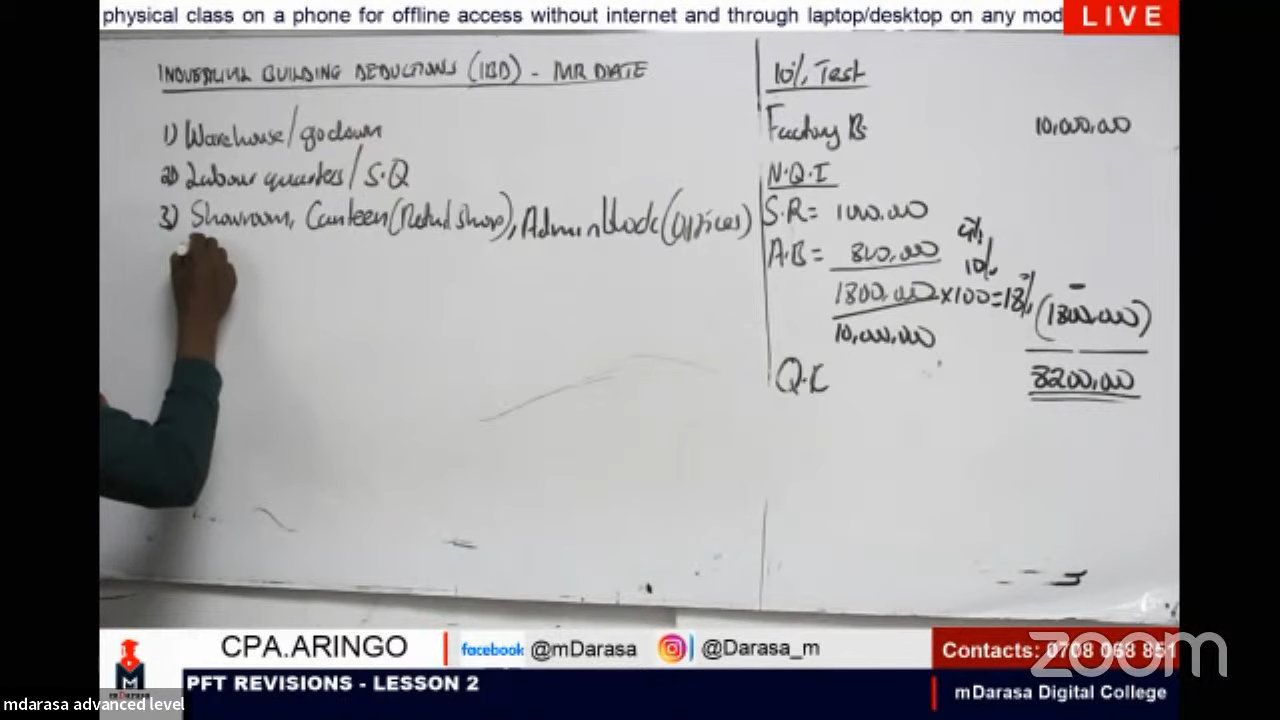 physical class on a phone for offline access without internet and through laptop/desktop on any mod
LIVE
INDUSTRIAL BUILDING DEDUCTIONS (IBD) - MR DIATE
1) Warehouse/godown
2) Labour quarters/S.Q
3) Showroom, Canteen (Retail shops), Admin block (Offices)
10% Test
Factory B 10,000,000
N.Q.I
S.R = 1000,000
A.B = 800,000
10%
1800,000 x100=18% (1800,000)
10,000,000
8200,000
CPA.ARINGO
facebook @mDarasa
@Darasa_m
Contacts: 0708 068 851
zoom
PFT REVISIONS - LESSON 2
mDarasa Digital College
mdarasa advanced level